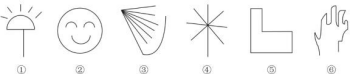 ① ② ③ ④ ⑤ ⑥